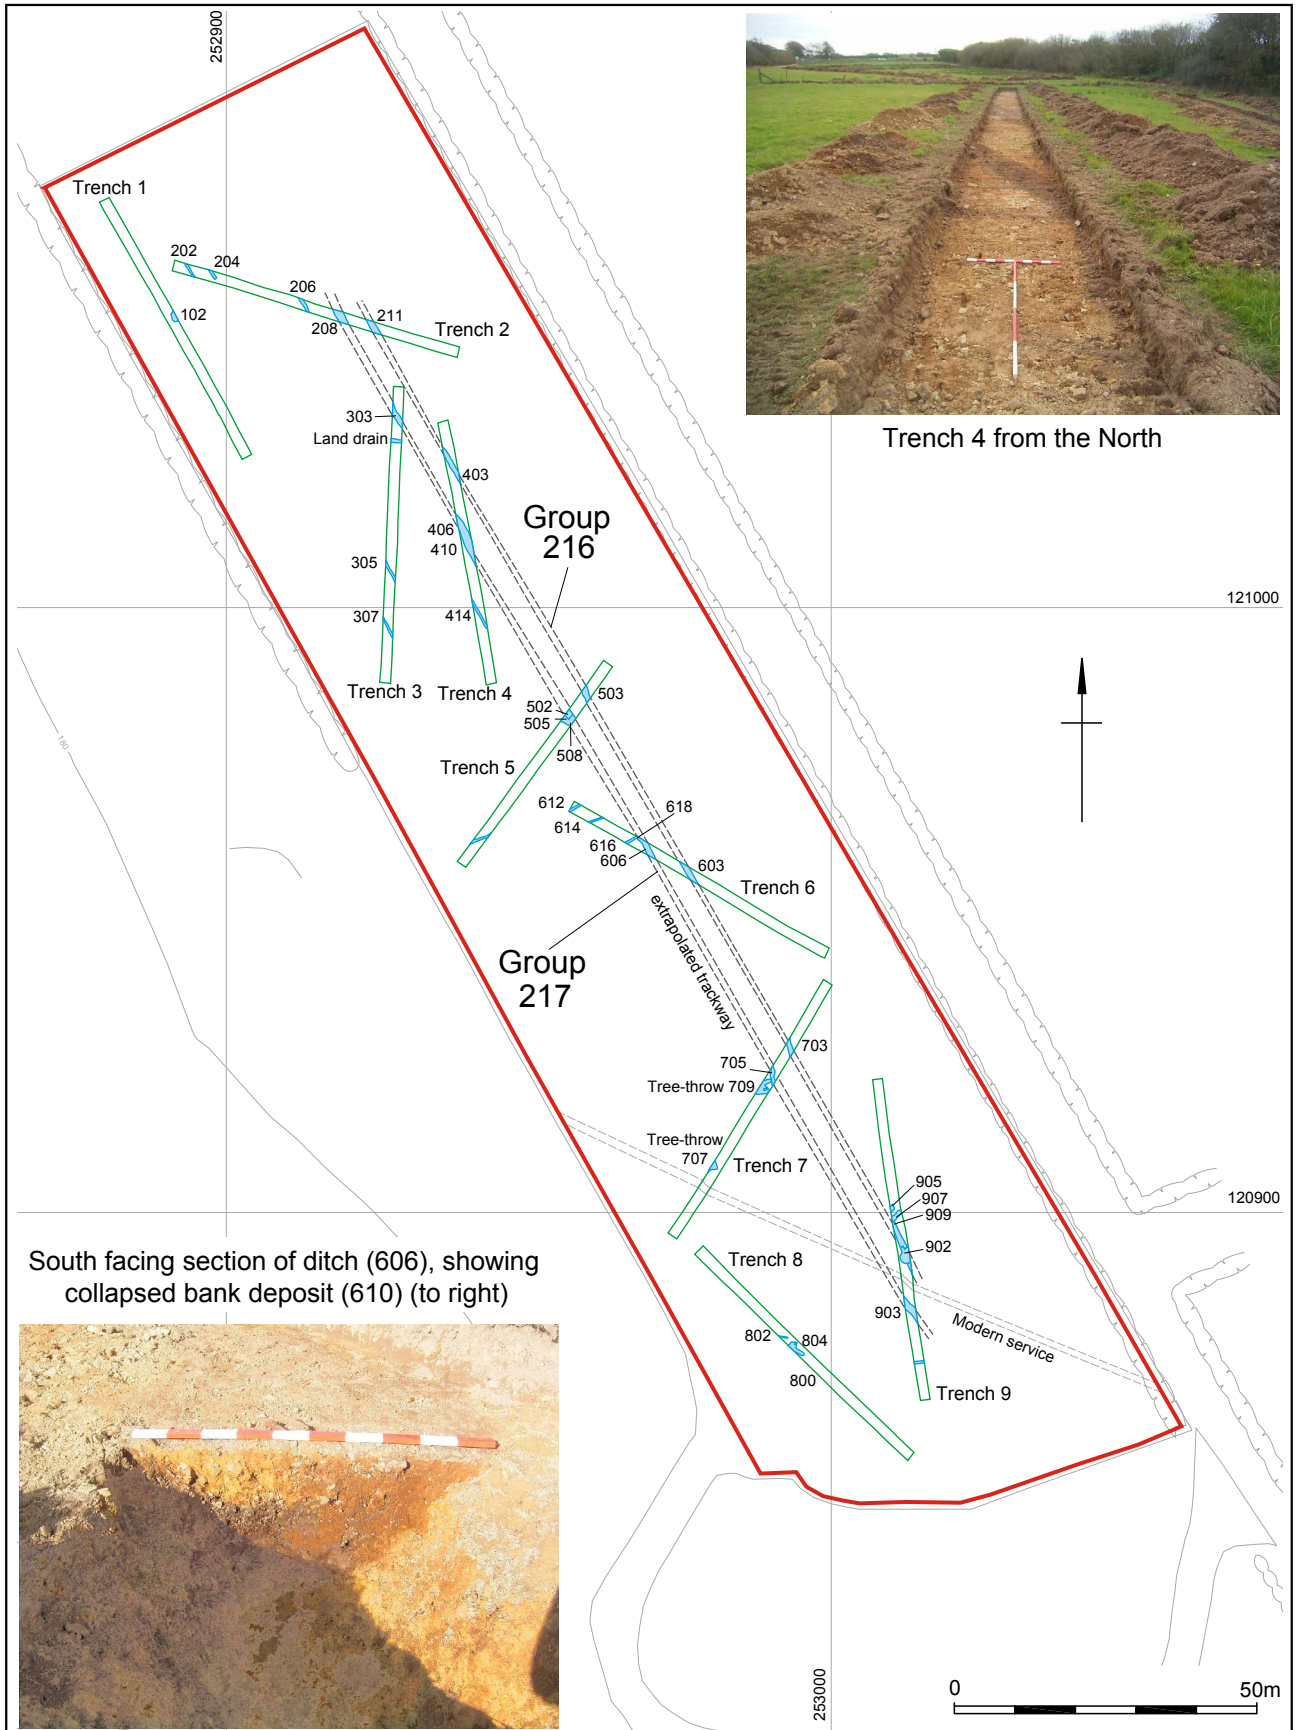 252900
Trench 1
202
204
102
206
208
211
Trench 2
Trench 4 from the North
303
Land drain
403
406
410
Group
216
305
307
414
121000
Trench 3
Trench 4
502
505
503
508
Trench 5
612
614
616
606
618
603
Trench 6
extrapolated trackway
Group
217
180
703
705
Tree-throw 709
Tree-throw
707
Trench 7
905
907
909
902
120900
South facing section of ditch (606), showing
collapsed bank deposit (610) (to right)
Trench 8
802
804
800
903
Modern service
Trench 9
253000
0
50m